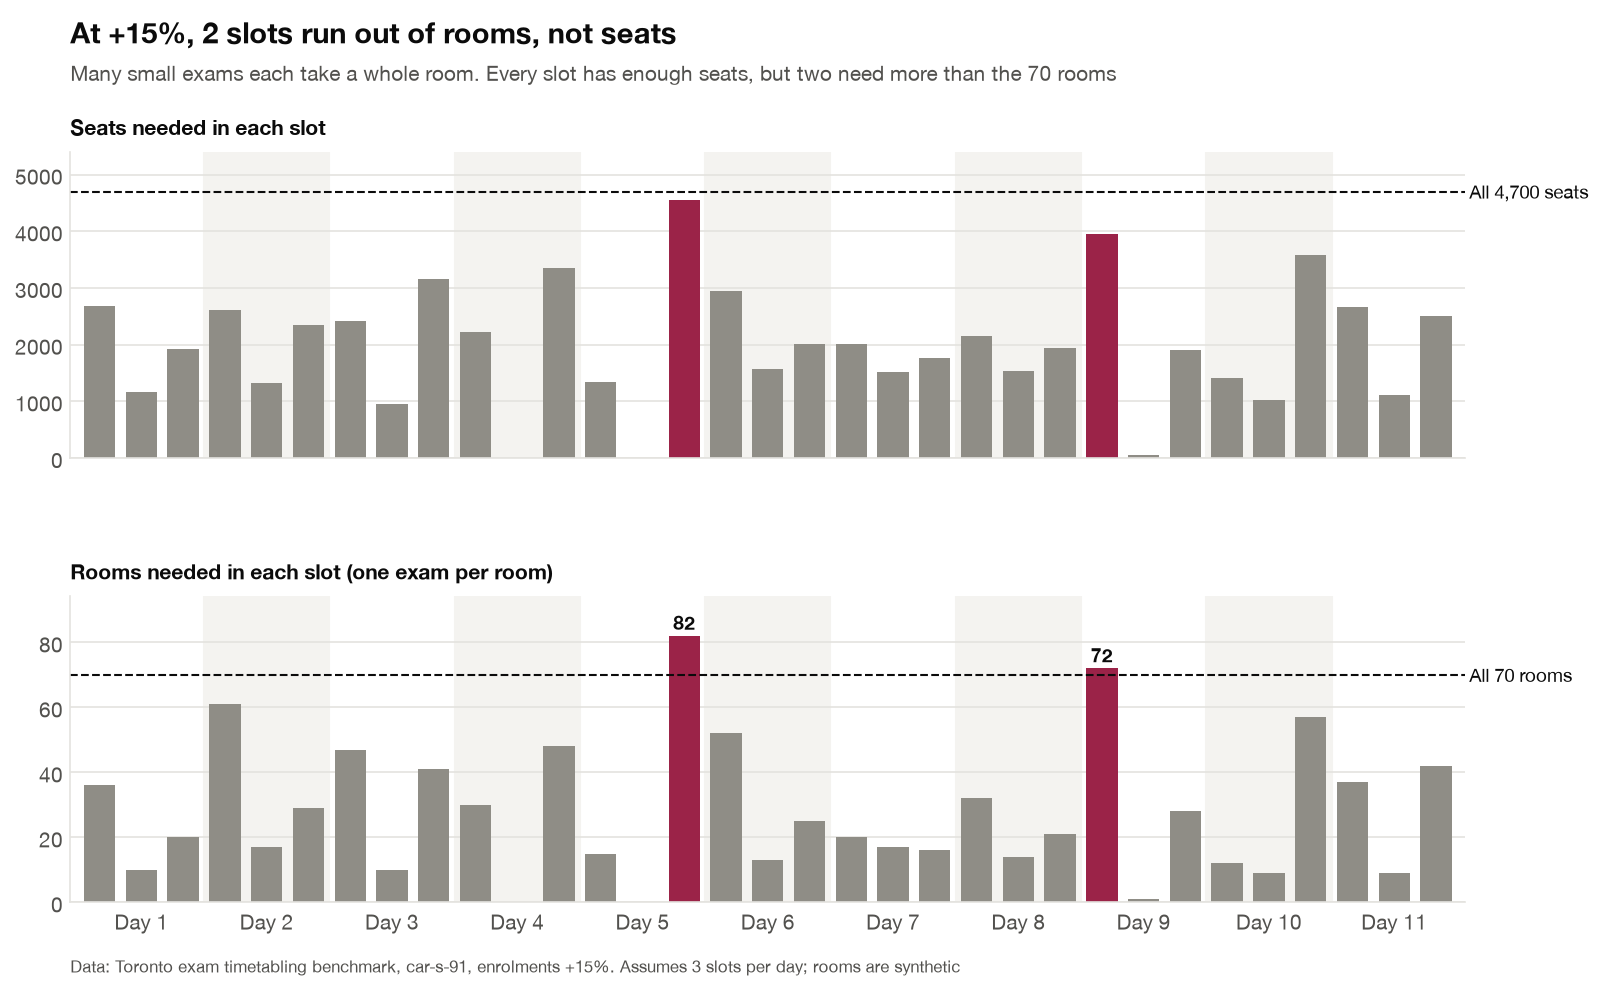 At +15%, 2 slots run out of rooms, not seats
Many small exams each take a whole room. Every slot has enough seats, but two need more than the 70 rooms
Seats needed in each slot
5000
All 4,700 seats
4000
3000
2000
1000
0
Rooms needed in each slot (one exam per room)
82
80
72
All 70 rooms
60
40
20
0
Day 1 Day 2 Day 3 Day 4 Day 5 Day 6 Day 7 Day 8 Day 9 Day 10 Day 11
Data: Toronto exam timetabling benchmark, car-s-91, enrolments +15%. Assumes 3 slots per day; rooms are synthetic